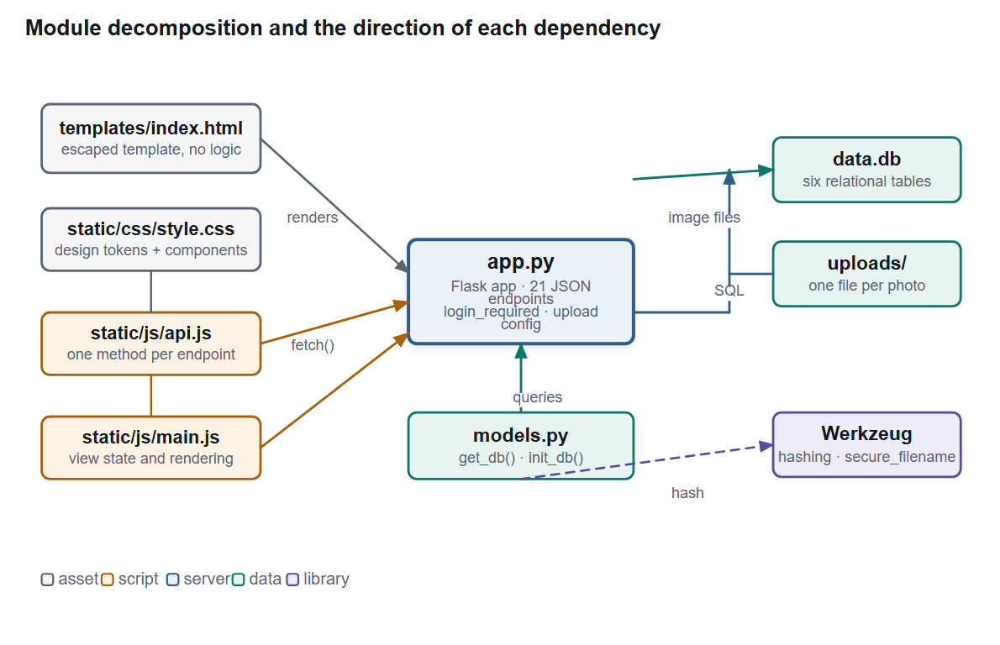 Module decomposition and the direction of each dependency
templates/index.html
escaped template, no logic
static/css/style.css
design tokens + components
static/js/api.js
one method per endpoint
static/js/main.js
view state and rendering
renders
fetch()
app.py
Flask app · 21 JSON
endpoints
login_required · upload
config
queries
models.py
get_db() · init_db()
image files
SQL
hash
data.db
six relational tables
uploads/
one file per photo
Werkzeug
hashing · secure_filename
asset
script
server
data
library